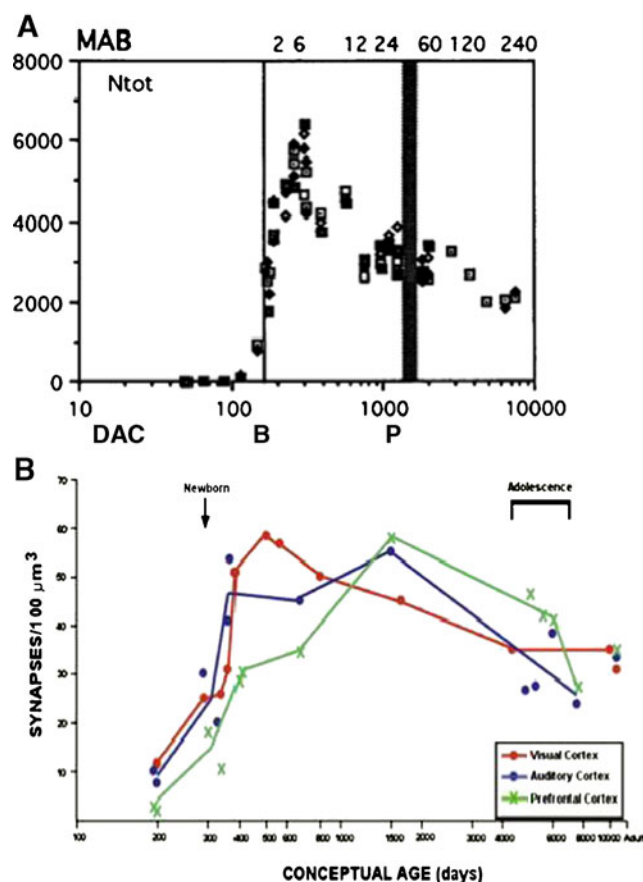 A
MAB 2 6 12 24 60 120 240
8000
Ntot
6000
4000
2000
0
10 100 1000 10000
DAC B P
B
70
Newborn
Adolescence
60
50
40
30
20
10
SYNAPSES/100 µm³
Visual Cortex
Auditory Cortex
Prefrontal Cortex
100 200 300 400 500 600 800 1000 1500 2000 3000 4000 6000 8000 10000 Adult
CONCEPTUAL AGE (days)